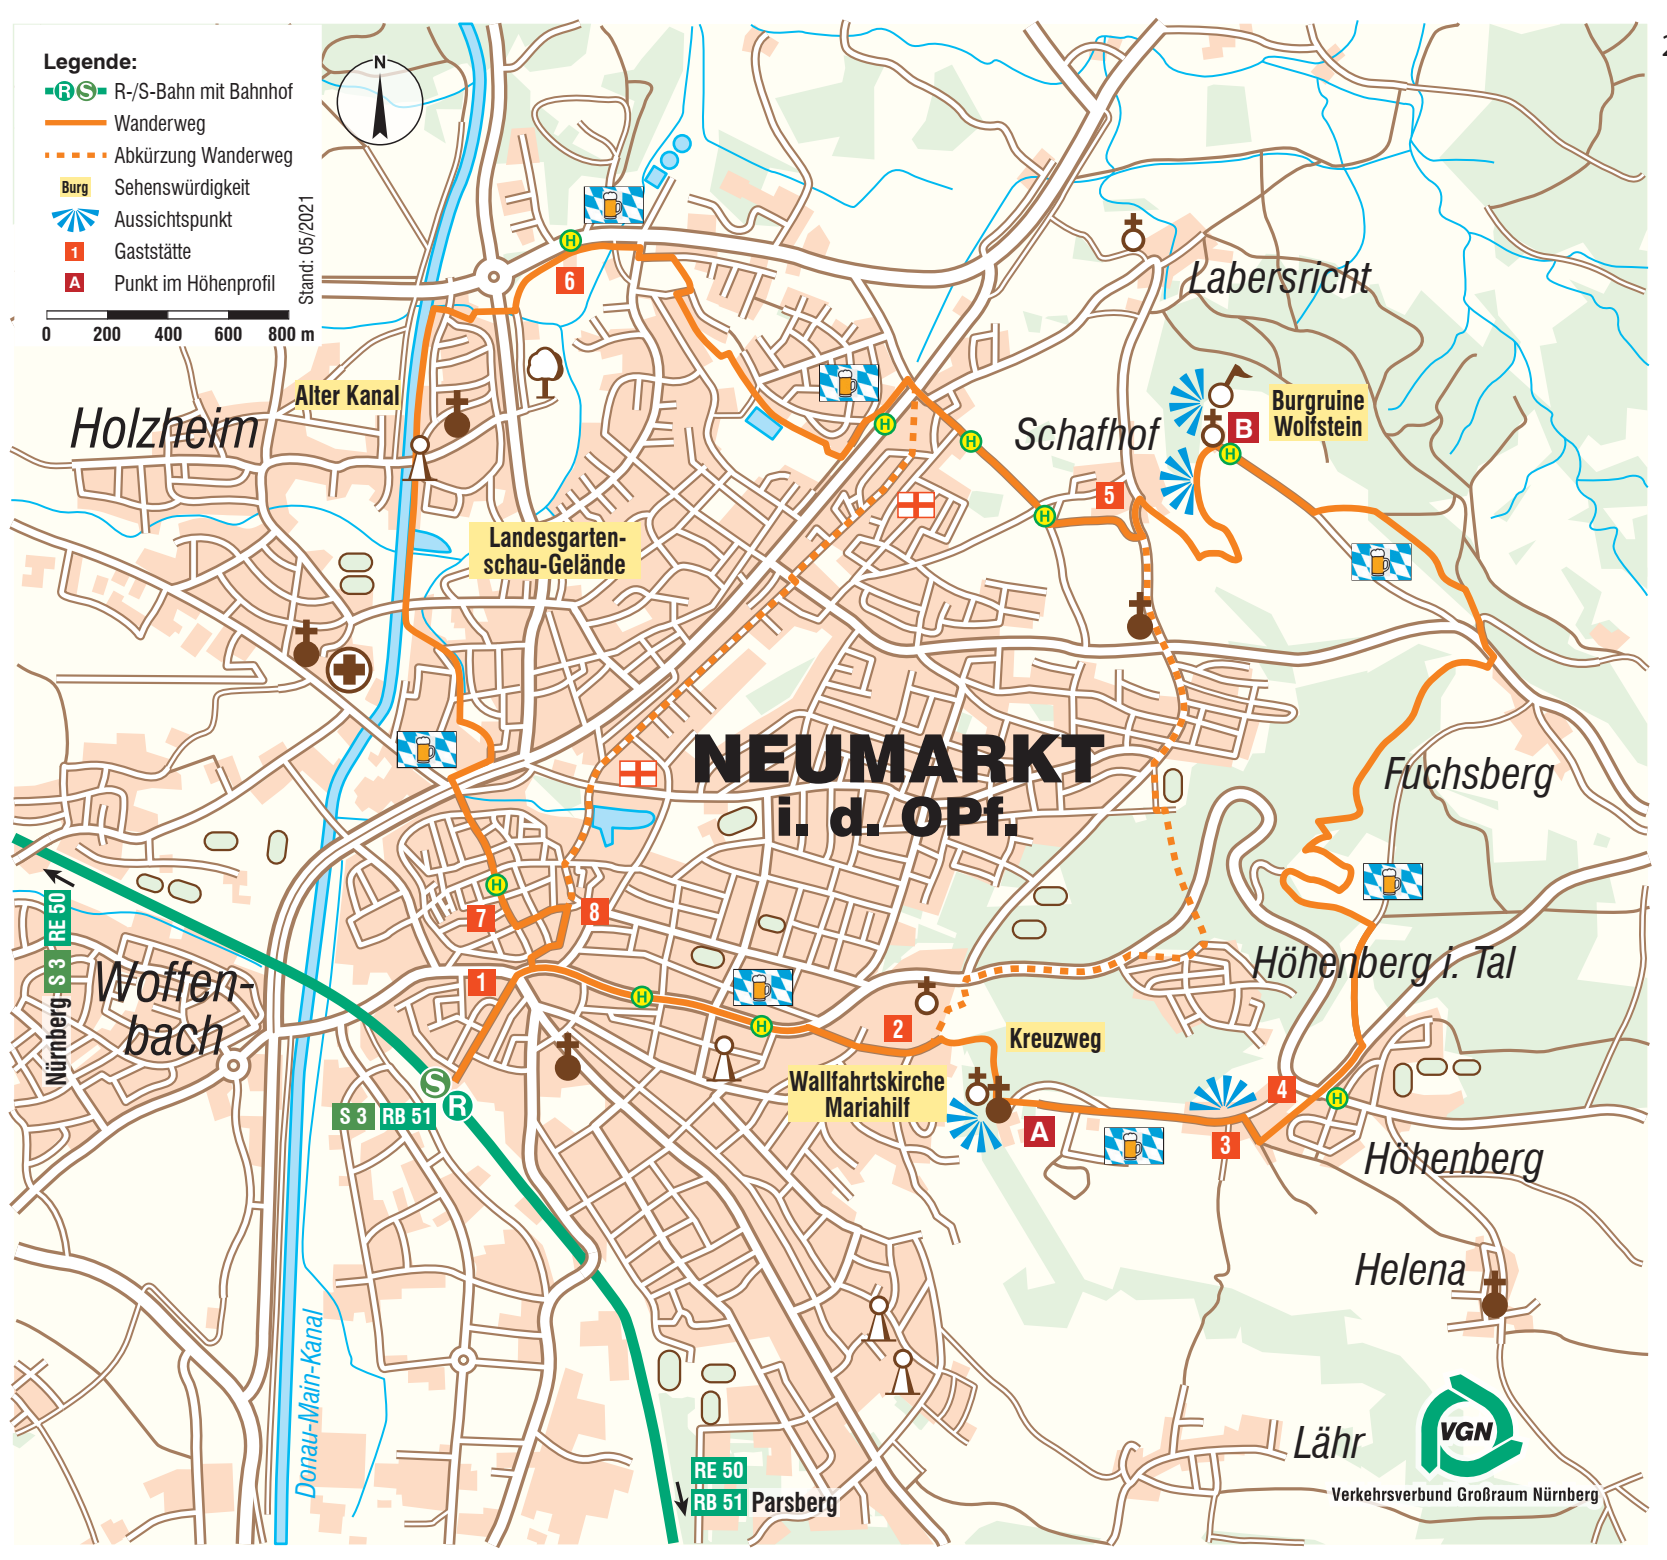 Legende:
R S R-/S-Bahn mit Bahnhof
Wanderweg
Abkürzung Wanderweg
Burg Sehenswürdigkeit
Aussichtspunkt
1 Gaststätte
A Punkt im Höhenprofil
0 200 400 600 800 m
Stand: 05/2021
N
H
6
Labersricht
Alter Kanal
Holzheim
H
H
Schafhof
Burgruine
Wolfstein
B
H
5
H
Landesgarten-
schau-Gelände
NEUMARKT
i. d. OPf.
Fuchsberg
H
7
8
Nürnberg S 3 RE 50
Woffen-
bach
1
H
H
2
Höhenberg i. Tal
Kreuzweg
Wallfahrtskirche
Mariahilf
A
S
R
S 3 RB 51
4
H
3
Höhenberg
Helena
Donau-Main-Kanal
RE 50
RB 51 Parsberg
Lähr
VGN
Verkehrsverbund Großraum Nürnberg